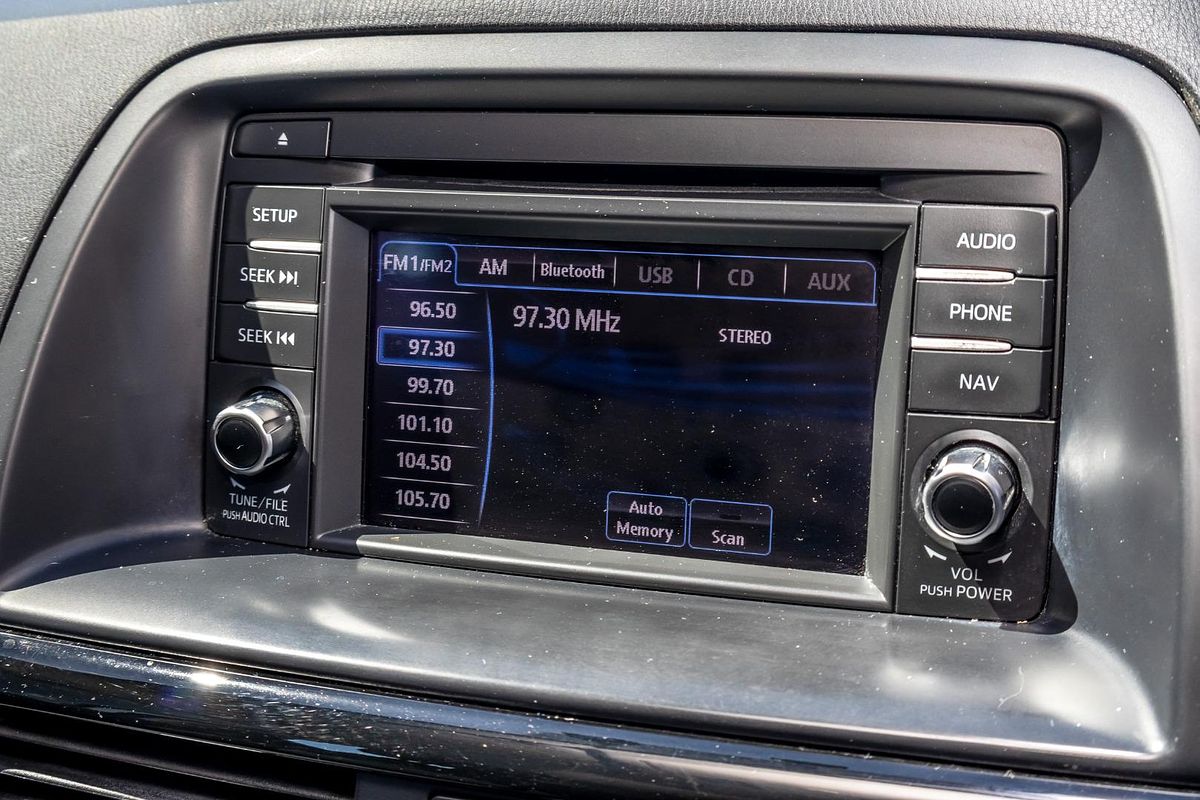 SETUP
SEEK
SEEK
TUNE/FILE
PUSH AUDIO CTRL
FM1/FM2 AM Bluetooth USB CD AUX
96.50
97.30
99.70
101.10
104.50
105.70
97.30 MHz
STEREO
Auto
Memory
Scan
AUDIO
PHONE
NAV
VOL
PUSH POWER